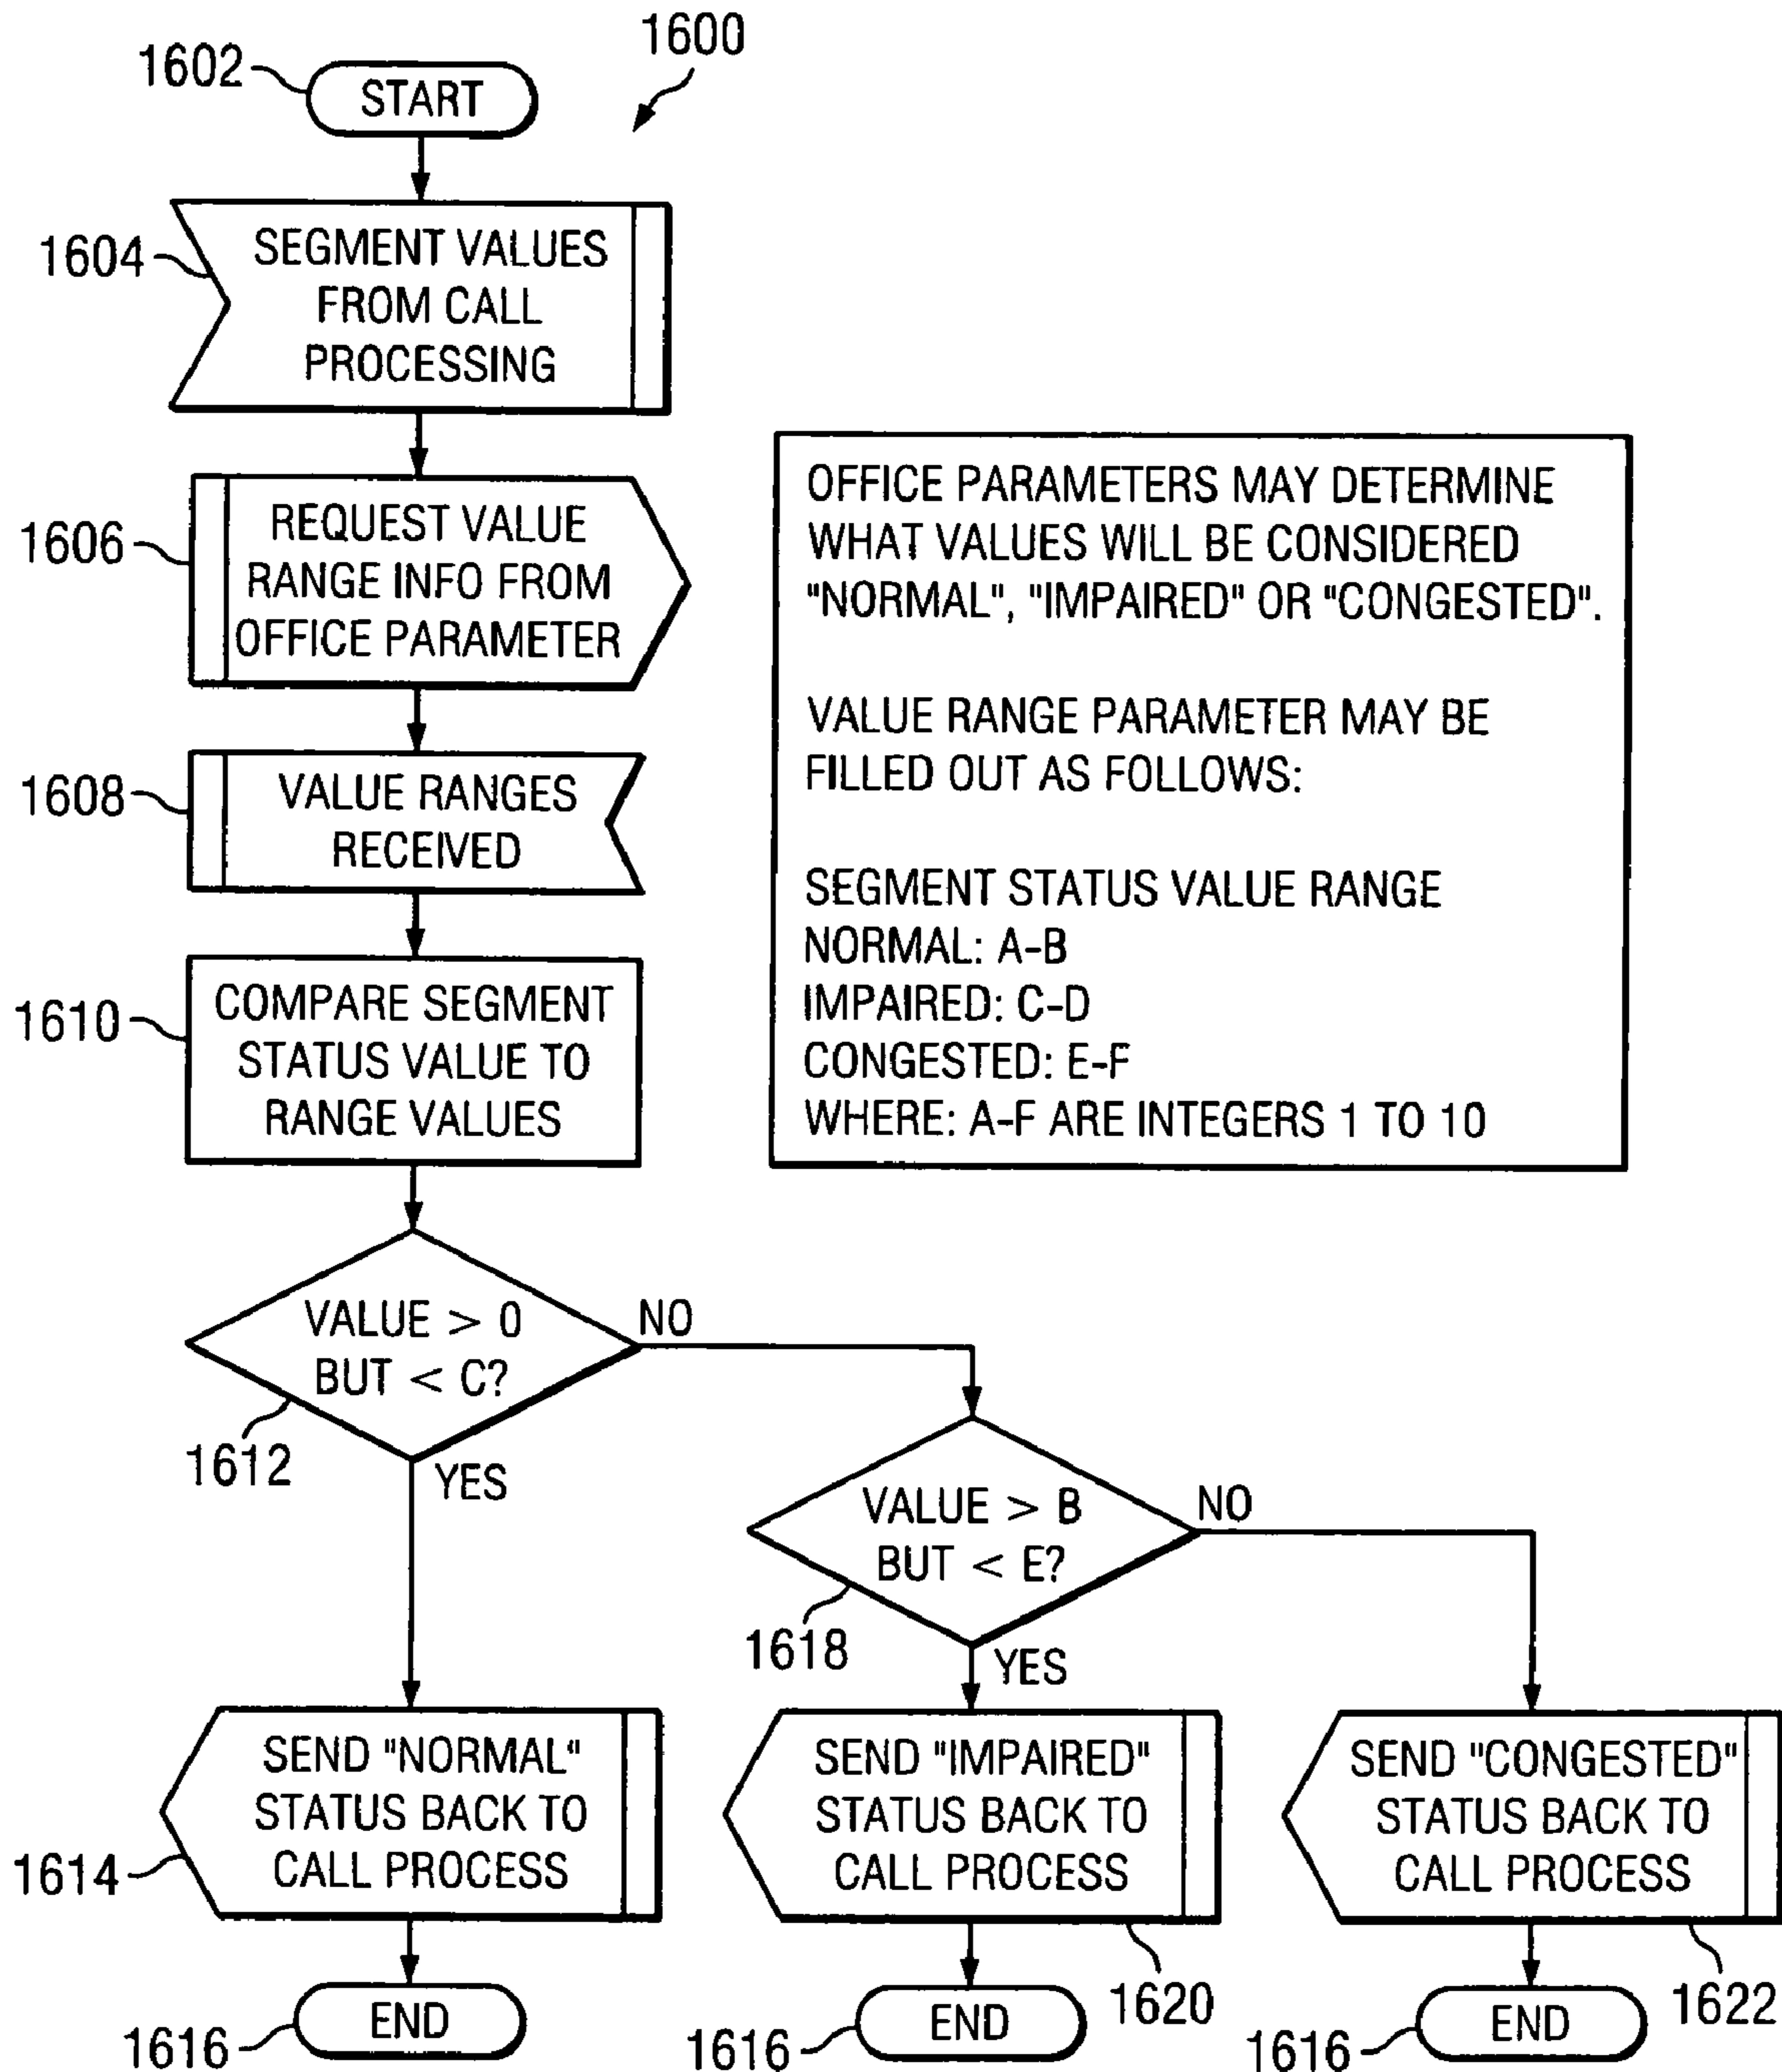 1600
1602
START
1604
SEGMENT VALUES
FROM CALL
PROCESSING
1606
REQUEST VALUE
RANGE INFO FROM
OFFICE PARAMETER
1608
VALUE RANGES
RECEIVED
1610
COMPARE SEGMENT
STATUS VALUE TO
RANGE VALUES
OFFICE PARAMETERS MAY DETERMINE
WHAT VALUES WILL BE CONSIDERED
"NORMAL", "IMPAIRED" OR "CONGESTED".
VALUE RANGE PARAMETER MAY BE
FILLED OUT AS FOLLOWS:
SEGMENT STATUS VALUE RANGE
NORMAL: A-B
IMPAIRED: C-D
CONGESTED: E-F
WHERE: A-F ARE INTEGERS 1 TO 10
VALUE > 0
BUT < C?
NO
1612
YES
VALUE > B
BUT < E?
NO
1618
YES
SEND "NORMAL"
STATUS BACK TO
CALL PROCESS
1614
SEND "IMPAIRED"
STATUS BACK TO
CALL PROCESS
1620
SEND "CONGESTED"
STATUS BACK TO
CALL PROCESS
1622
END
1616
END
1616
END
1616